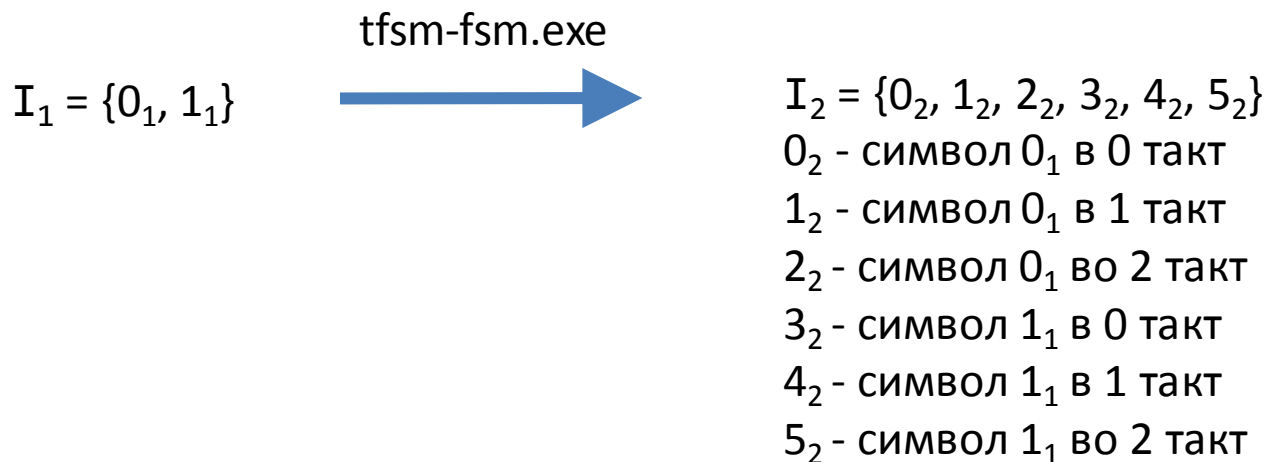 tfsm-fsm.exe
I₁ = {0₁, 1₁}
I₂ = {0₂, 1₂, 2₂, 3₂, 4₂, 5₂}
0₂ - символ 0₁ в 0 такт
1₂ - символ 0₁ в 1 такт
2₂ - символ 0₁ во 2 такт
3₂ - символ 1₁ в 0 такт
4₂ - символ 1₁ в 1 такт
5₂ - символ 1₁ во 2 такт